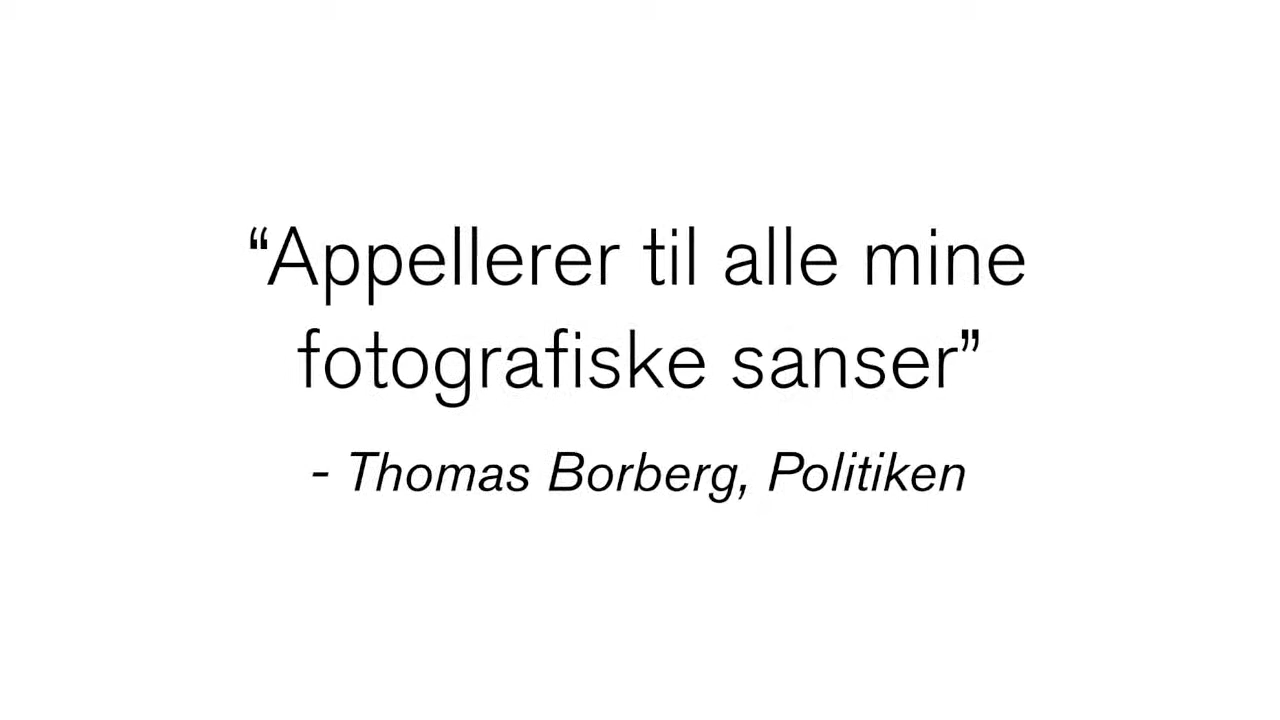 “Appellerer til alle mine
fotografiske sanser”
- Thomas Borberg, Politiken